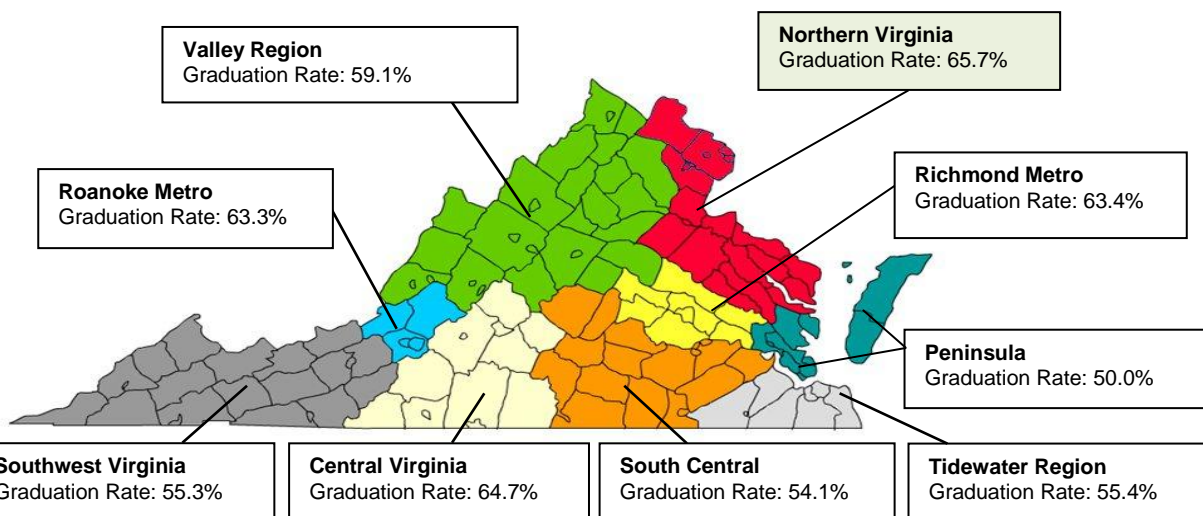 Valley Region
Graduation Rate: 59.1%
Northern Virginia
Graduation Rate: 65.7%
Roanoke Metro
Graduation Rate: 63.3%
Richmond Metro
Graduation Rate: 63.4%
Peninsula
Graduation Rate: 50.0%
Southwest Virginia
Graduation Rate: 55.3%
Central Virginia
Graduation Rate: 64.7%
South Central
Graduation Rate: 54.1%
Tidewater Region
Graduation Rate: 55.4%